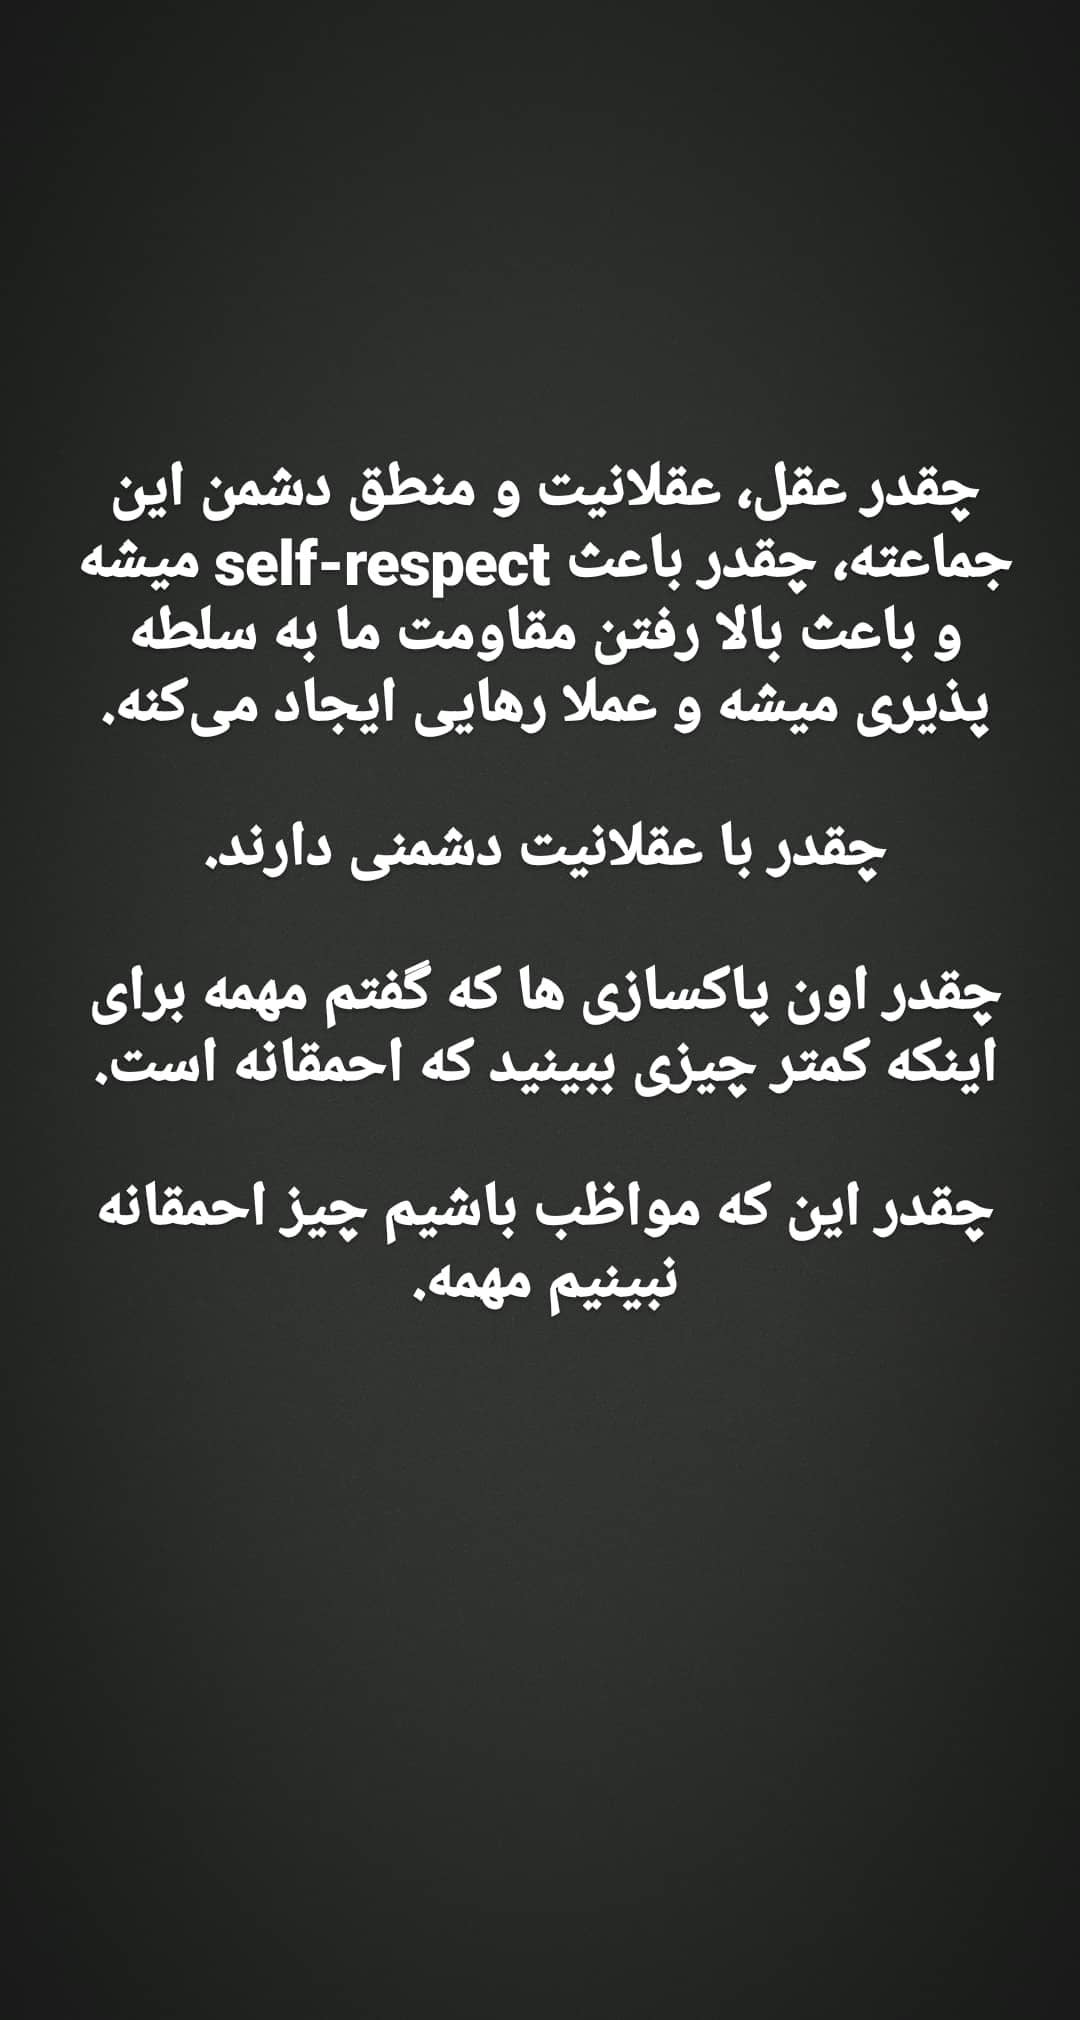 چقدر عقل، عقلانیت و منطق دشمن این
جماعته، چقدر باعث self-respect میشه
و باعث بالا رفتن مقاومت ما به سلطه
پذیری میشه و عملا رهایی ایجاد می‌کنه.
چقدر با عقلانیت دشمنی دارند.
چقدر اون پاکسازی ها که گفتم مهمه برای
اینکه کمتر چیزی ببینید که احمقانه است.
چقدر این که مواظب باشیم چیز احمقانه
نبینیم مهمه.